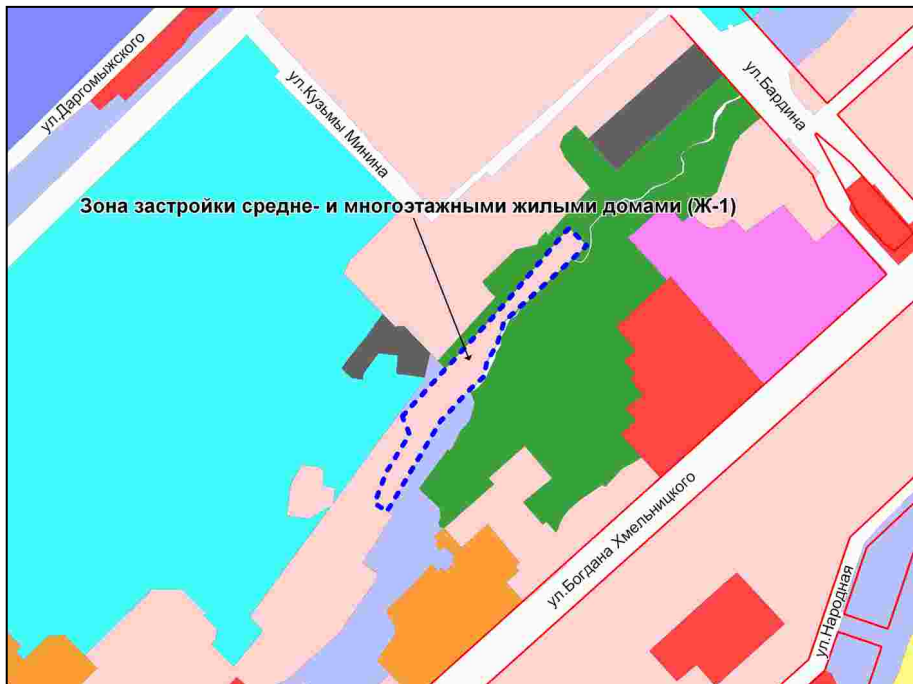 ул.Даргомыжского
ул.Кузьмы Минина
ул.Бардина
Зона застройки средне- и многоэтажными жилыми домами (Ж-1)
ул.Богдана Хмельницкого
ул.Народная